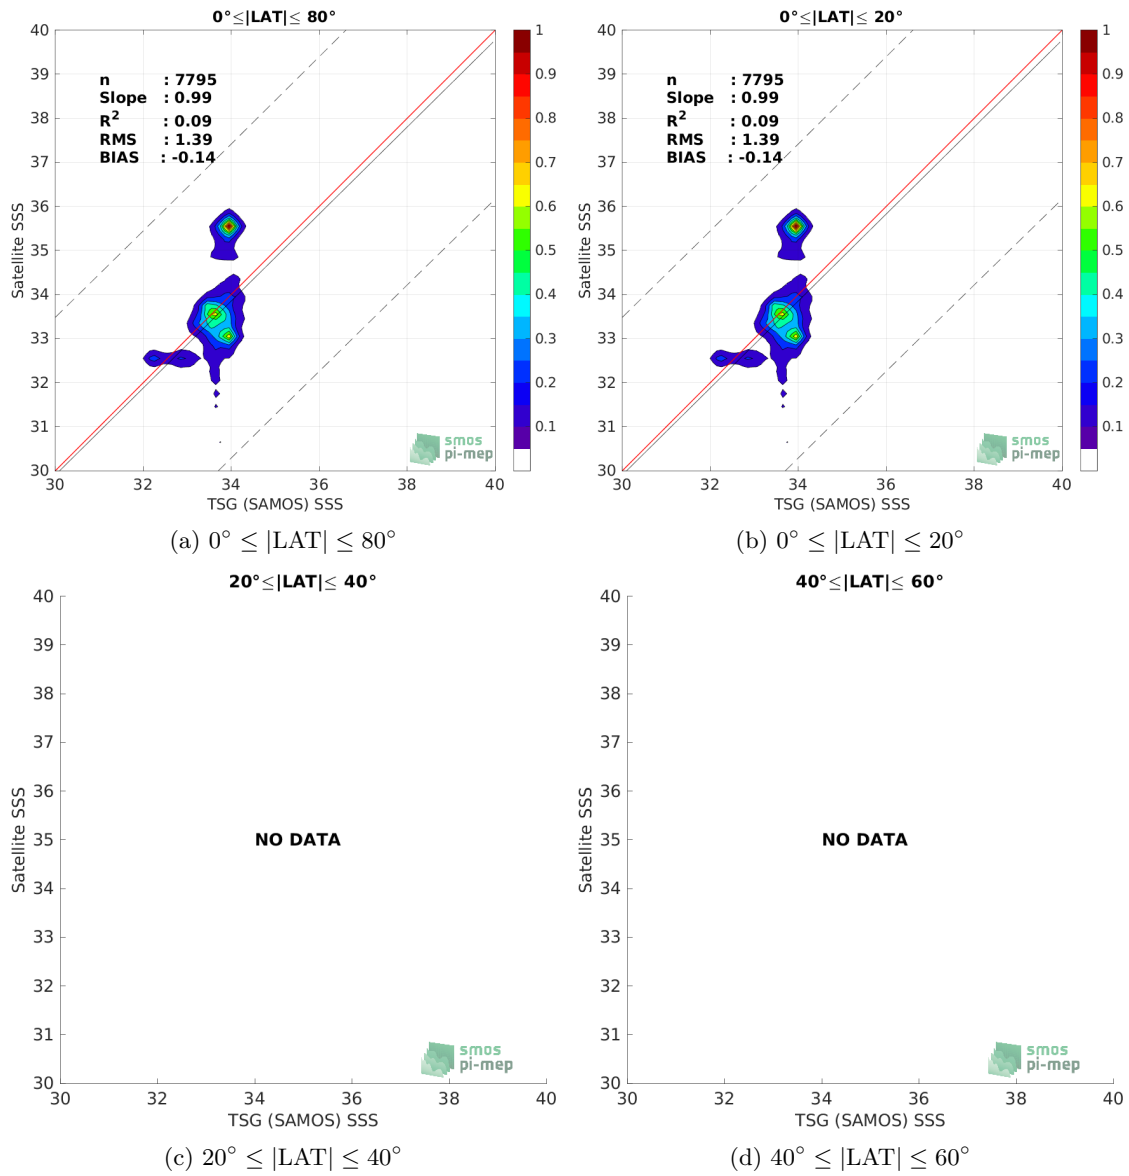 0°≤|LAT|≤ 80°
40
39
38
37
36
35
34
33
32
31
30
Satellite SSS
n : 7795
Slope : 0.99
R² : 0.09
RMS : 1.39
BIAS : -0.14
smos
pi-mep
30 32 34 36 38 40
TSG (SAMOS) SSS
1
0.9
0.8
0.7
0.6
0.5
0.4
0.3
0.2
0.1
(a) 0° ≤ |LAT| ≤ 80°
0°≤|LAT|≤ 20°
40
39
38
37
36
35
34
33
32
31
30
Satellite SSS
n : 7795
Slope : 0.99
R² : 0.09
RMS : 1.39
BIAS : -0.14
smos
pi-mep
30 32 34 36 38 40
TSG (SAMOS) SSS
1
0.9
0.8
0.7
0.6
0.5
0.4
0.3
0.2
0.1
(b) 0° ≤ |LAT| ≤ 20°
20°≤|LAT|≤ 40°
40
39
38
37
36
35
34
33
32
31
30
Satellite SSS
NO DATA
smos
pi-mep
30 32 34 36 38 40
TSG (SAMOS) SSS
(c) 20° ≤ |LAT| ≤ 40°
40°≤|LAT|≤ 60°
40
39
38
37
36
35
34
33
32
31
30
Satellite SSS
NO DATA
smos
pi-mep
30 32 34 36 38 40
TSG (SAMOS) SSS
(d) 40° ≤ |LAT| ≤ 60°